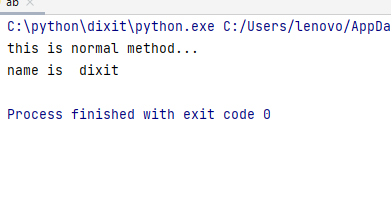 ab
C:\python\dixit\python.exe C:/Users/lenovo/AppDa
this is normal method...
name is  dixit
Process finished with exit code 0